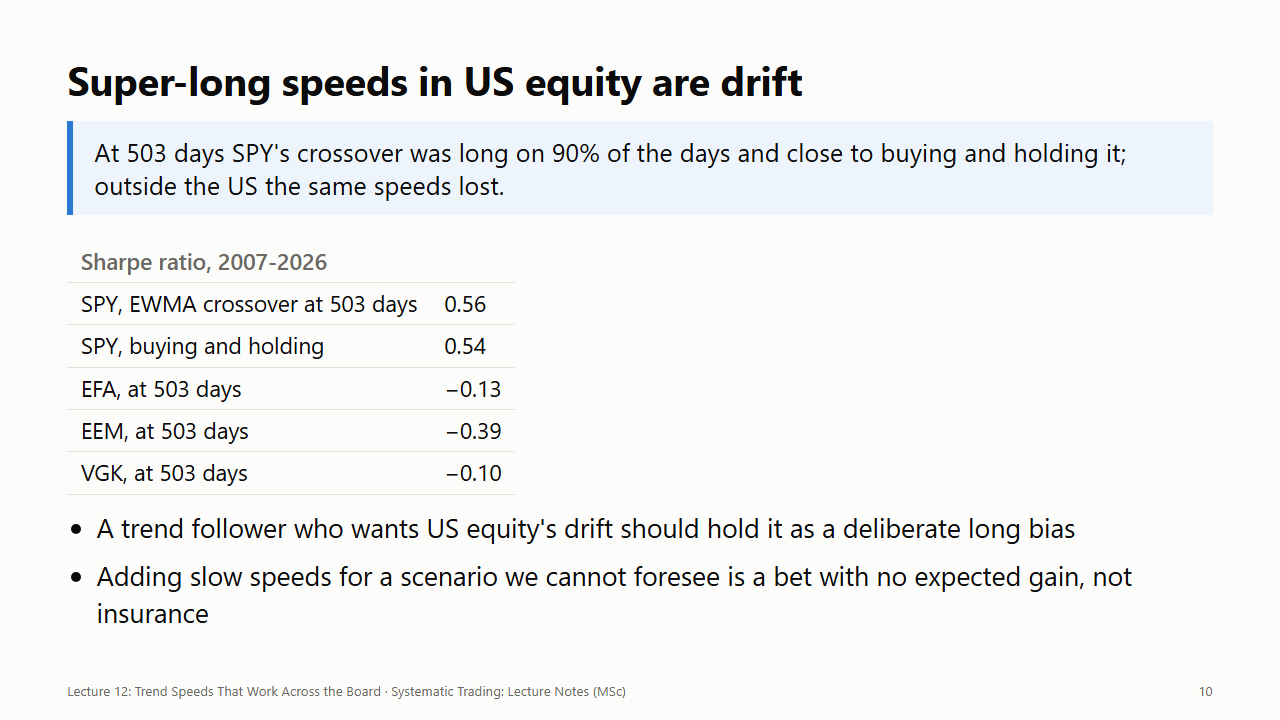 Super-long speeds in US equity are drift
At 503 days SPY's crossover was long on 90% of the days and close to buying and holding it;
outside the US the same speeds lost.
Sharpe ratio, 2007-2026
SPY, EWMA crossover at 503 days 0.56
SPY, buying and holding 0.54
EFA, at 503 days −0.13
EEM, at 503 days −0.39
VGK, at 503 days −0.10
• A trend follower who wants US equity's drift should hold it as a deliberate long bias
• Adding slow speeds for a scenario we cannot foresee is a bet with no expected gain, not
insurance
Lecture 12: Trend Speeds That Work Across the Board · Systematic Trading: Lecture Notes (MSc) 10